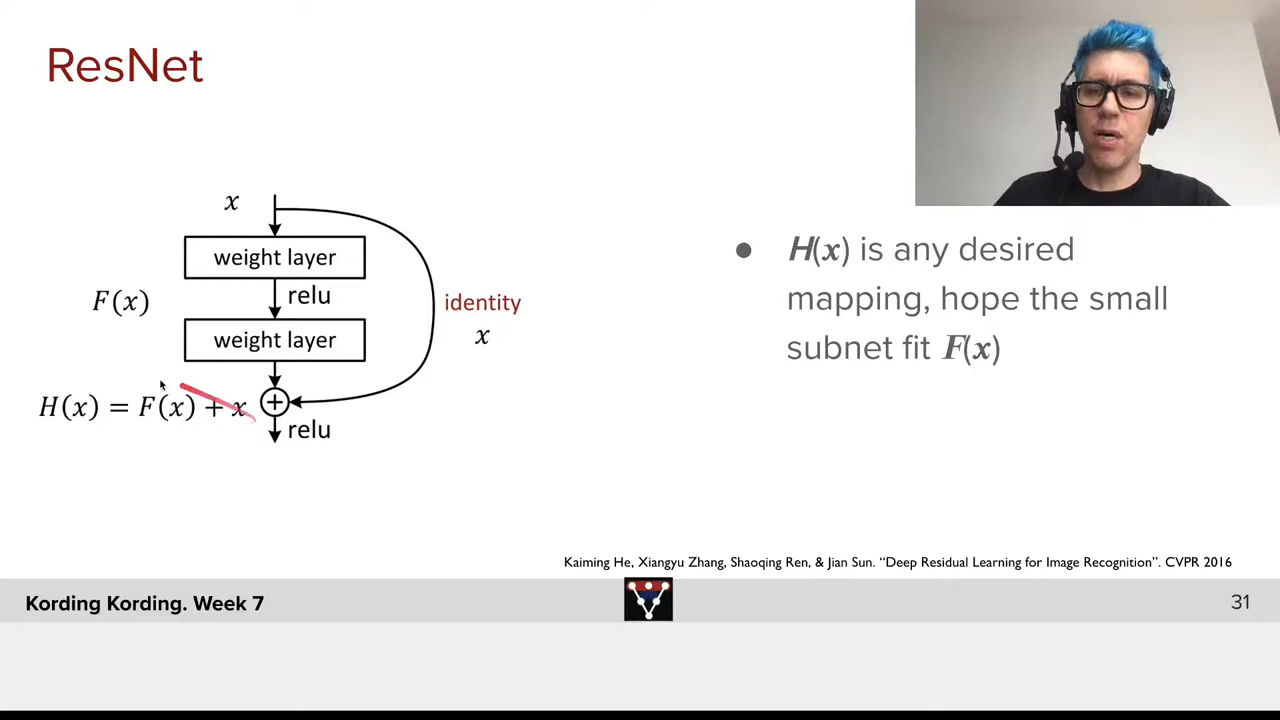 ResNet
x
weight layer
relu
F(x)
identity
x
weight layer
H(x) = F(x) + x
+
relu
● H(x) is any desired
mapping, hope the small
subnet fit F(x)
Kaiming He, Xiangyu Zhang, Shaoqing Ren, & Jian Sun. “Deep Residual Learning for Image Recognition”. CVPR 2016
Kording Kording. Week 7
31